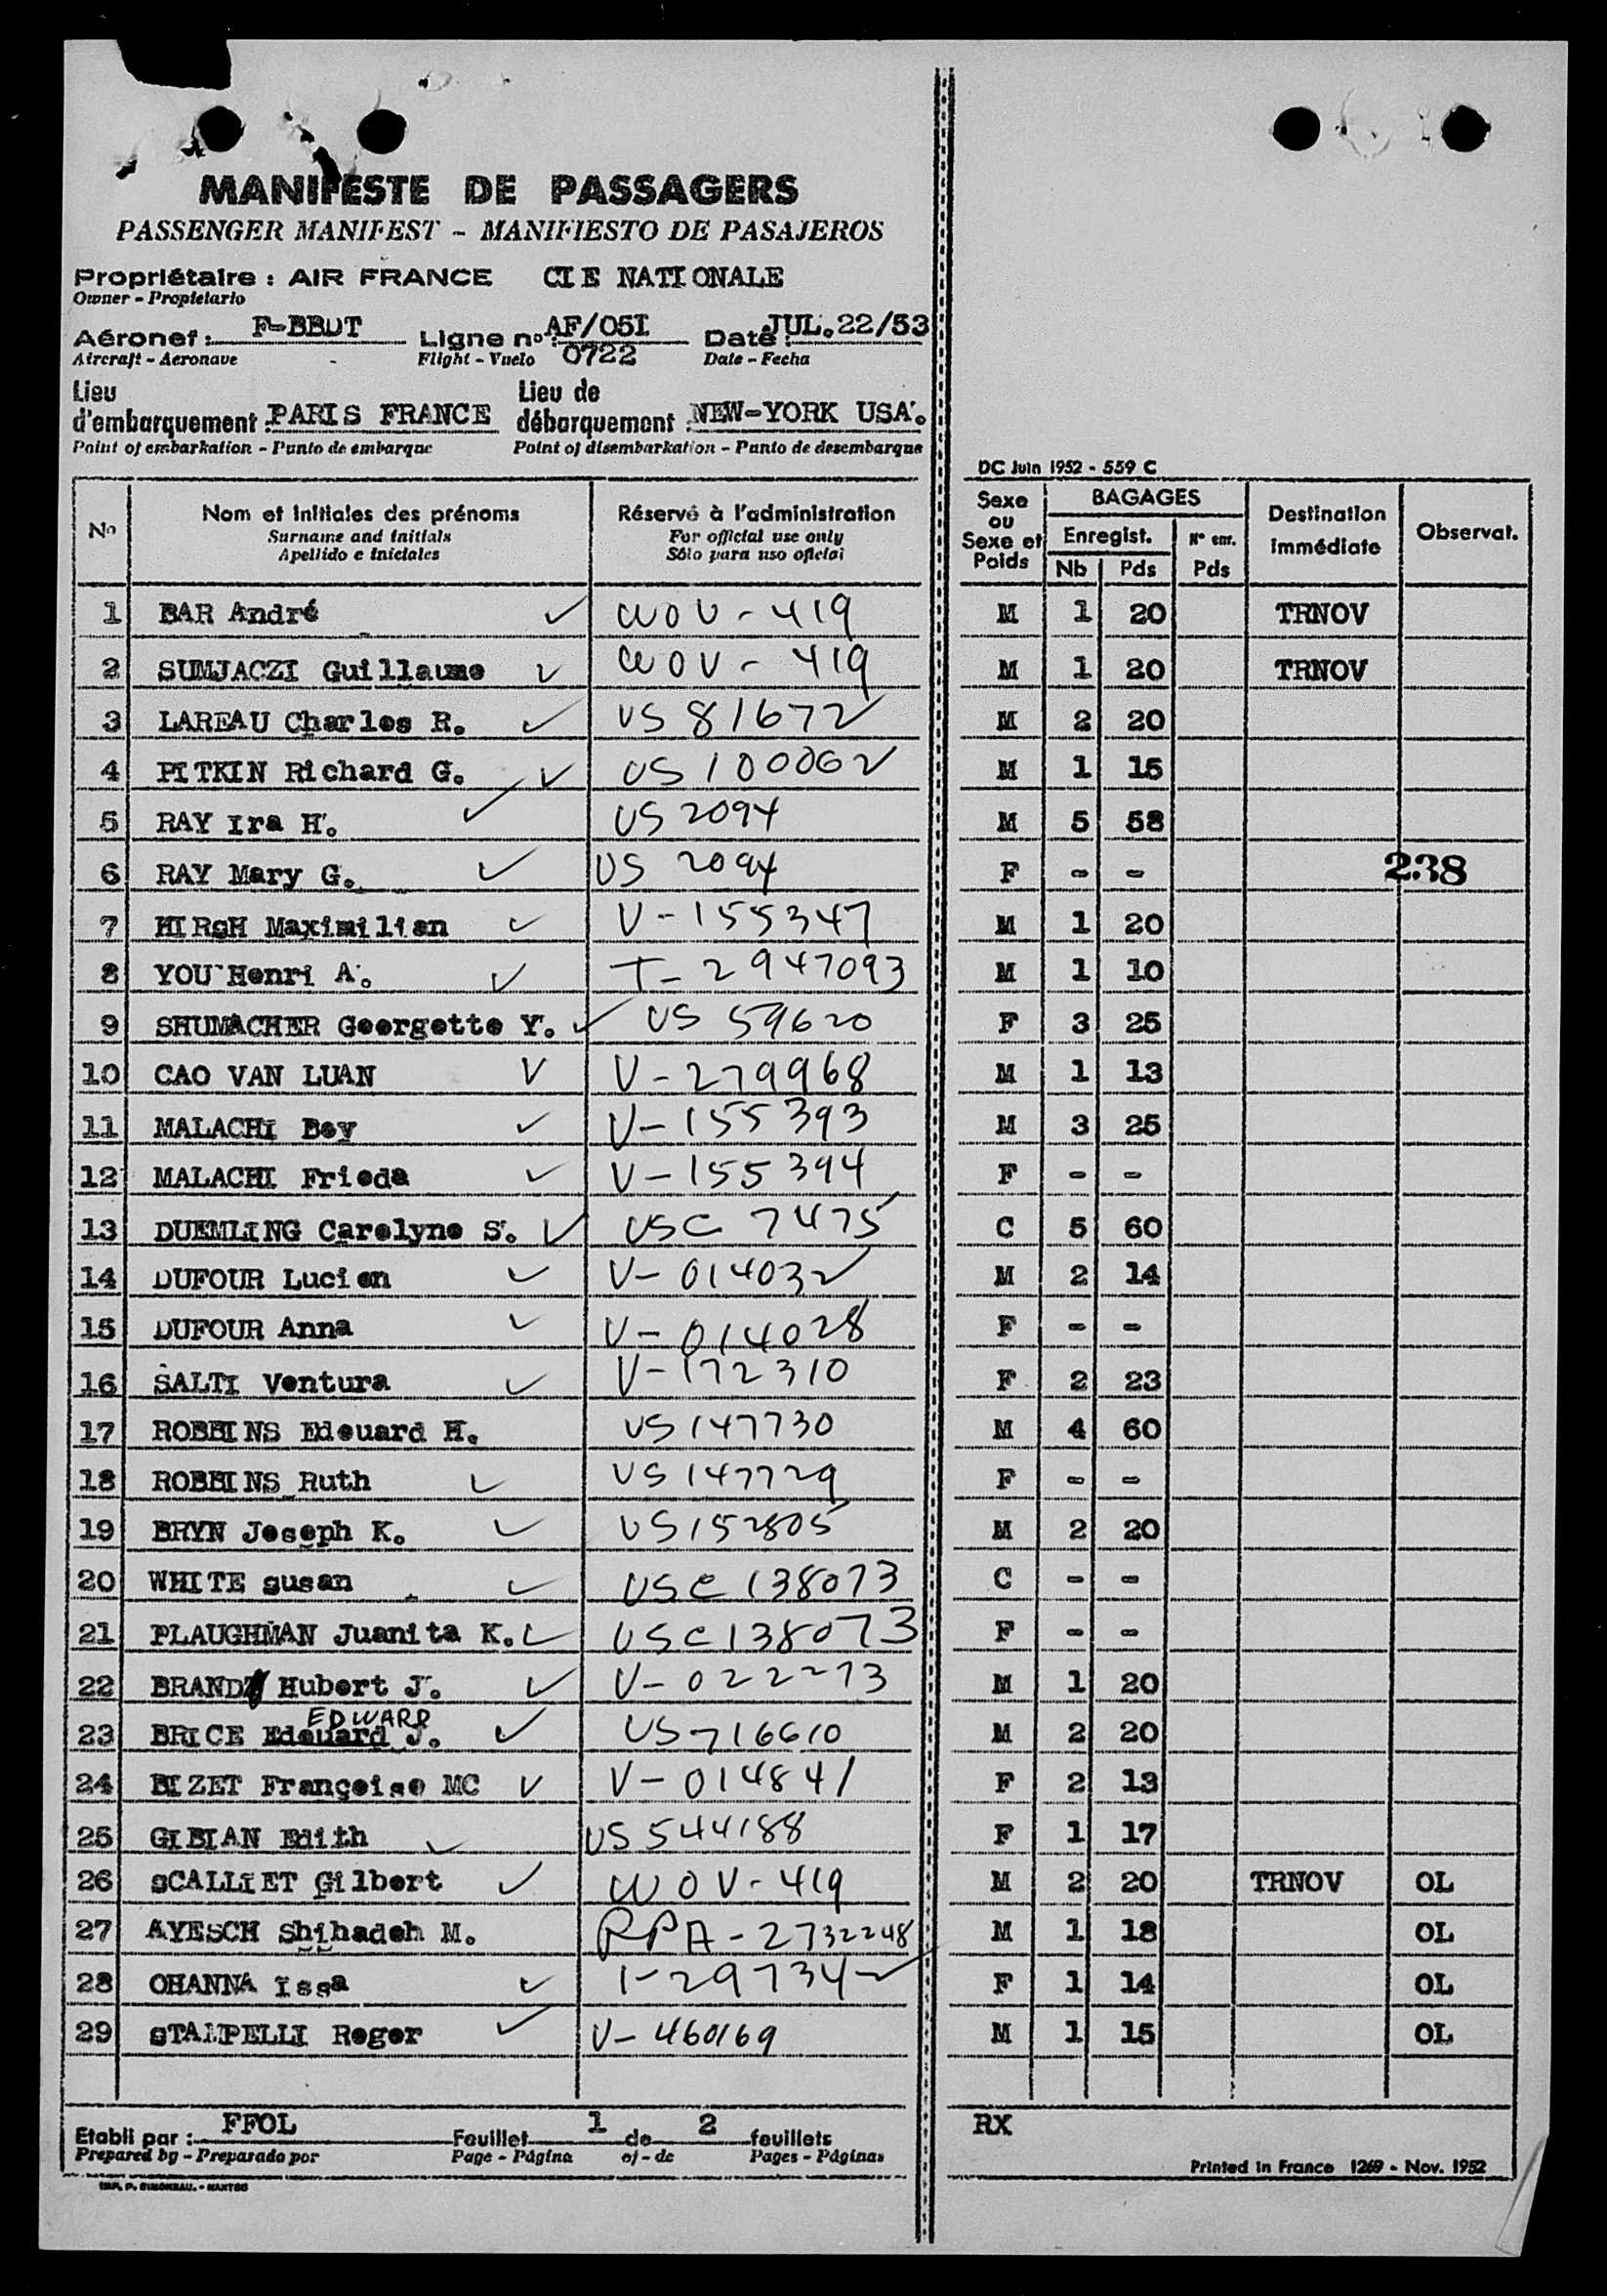 MANIFESTE DE PASSAGERS
PASSENGER MANIFEST - MANIFIESTO DE PASAJEROS
Propriétaire : AIR FRANCE CIE NATIONALE
Owner - Propietario
Aéronef : F-BBDT Ligne n° : AF/05I Date : JUL.22/53
Aircraft - Aeronave Flight - Vuelo 0722 Date - Fecha
Lieu Lieu de
d'embarquement : PARIS FRANCE débarquement : NEW-YORK USA.
Point of embarkation - Punto de embarque Point of disembarkation - Punto de desembarque
DC Juin 1952 - 559 C
N° Nom et Initiales des prénoms Réservé à l'administration Sexe ou Sexe et Poids BAGAGES Destination immédiate Observat.
Surname and initials For official use only Enregist. N° enr.
Apellido e iniciales Sólo para uso oficial Nb Pds Pds
1 BAR André ✓ WOV - 419 M 1 20 TRNOV
2 SUMJACZI Guillaume ✓ WOV - 419 M 1 20 TRNOV
3 LAREAU Charles R. ✓ US 81672 M 2 20
4 PITKIN Richard G. ✓ US 100062 M 1 15
5 RAY Ira H. ✓ US 2094 M 5 58
6 RAY Mary G. ✓ US 2094 F - - 238
7 HIRSH Maximilien ✓ V - 155347 M 1 20
8 YOU Henri A. ✓ T - 2947093 M 1 10
9 SHUMACHER Georgette Y. ✓ US 59620 F 3 25
10 CAO VAN LUAN ✓ V - 279968 M 1 13
11 MALACHI Bey ✓ V - 155393 M 3 25
12 MALACHI Frieda ✓ V - 155394 F - -
13 DUEMLING Carelyne S. ✓ USC 7475 C 5 60
14 DUFOUR Lucien ✓ V - 014032 M 2 14
15 DUFOUR Anna ✓ V - 014028 F - -
16 SALTI Ventura ✓ V - 172310 F 2 23
17 ROBBINS Edouard H. US 147730 M 4 60
18 ROBBINS Ruth ✓ US 147729 F - -
19 BRYN Joseph K. ✓ US 152805 M 2 20
20 WHITE Susan ✓ USC 138073 C - -
21 PLAUGHMAN Juanita K. ✓ USC 138073 F - -
22 BRAND Hubert J. ✓ V - 022273 M 1 20
EDWARD
23 BRICE Edouard J. ✓ US 716610 M 2 20
24 BIZET Françoise MC ✓ V - 014841 F 2 13
25 GIBIAN Edith ✓ US 544188 F 1 17
26 SCALLIET Gilbert ✓ WOV - 419 M 2 20 TRNOV OL
27 AYESCH Shihadeh M. RPA - 2732248 M 1 18 OL
28 OHANNA Issa ✓ I - 297342 F 1 14 OL
29 STAMPELLI Roger ✓ V - 460169 M 1 15 OL
Etabli par : FFOL Feuillet 1 de 2 feuillets RX
Prepared by - Preparado por Page - Página of - de Pages - Páginas
Printed in France 1269 - Nov. 1952